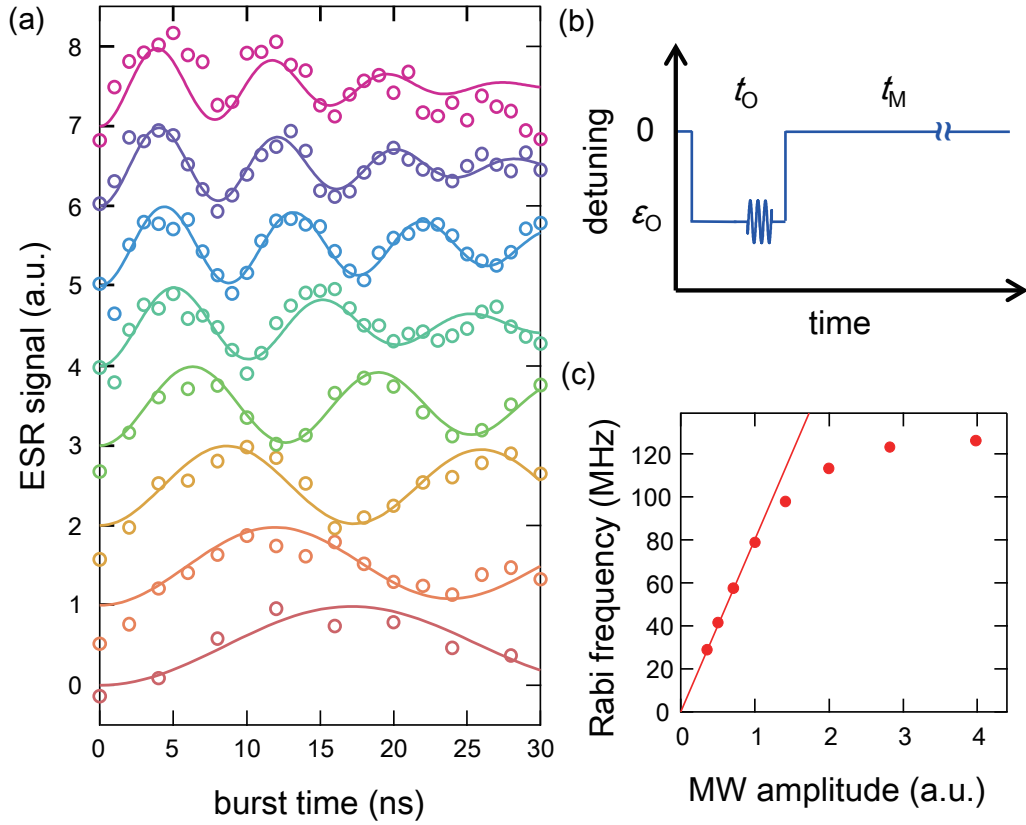 (a)
ESR signal (a.u.)
8
7
6
5
4
3
2
1
0
0 5 10 15 20 25 30
burst time (ns)
(b)
detuning
0
εO
tO
tM
time
(c)
Rabi frequency (MHz)
120
100
80
60
40
20
0
0 1 2 3 4
MW amplitude (a.u.)